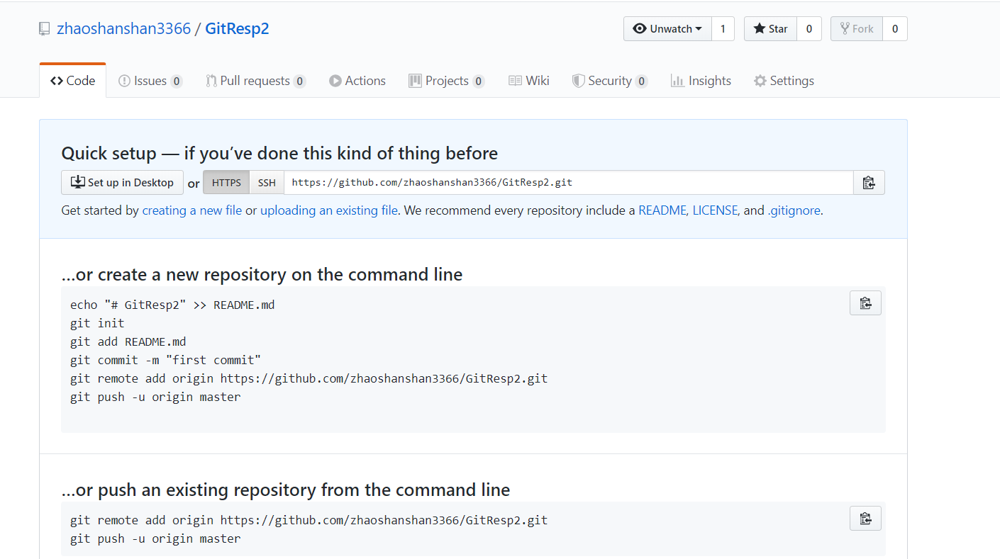 zhaoshanshan3366 / GitResp2
Unwatch 1 Star 0 Fork 0
Code Issues 0 Pull requests 0 Actions Projects 0 Wiki Security 0 Insights Settings
Quick setup — if you’ve done this kind of thing before
Set up in Desktop or HTTPS SSH https://github.com/zhaoshanshan3366/GitResp2.git
Get started by creating a new file or uploading an existing file. We recommend every repository include a README, LICENSE, and .gitignore.
…or create a new repository on the command line
echo "# GitResp2" >> README.md
git init
git add README.md
git commit -m "first commit"
git remote add origin https://github.com/zhaoshanshan3366/GitResp2.git
git push -u origin master
…or push an existing repository from the command line
git remote add origin https://github.com/zhaoshanshan3366/GitResp2.git
git push -u origin master